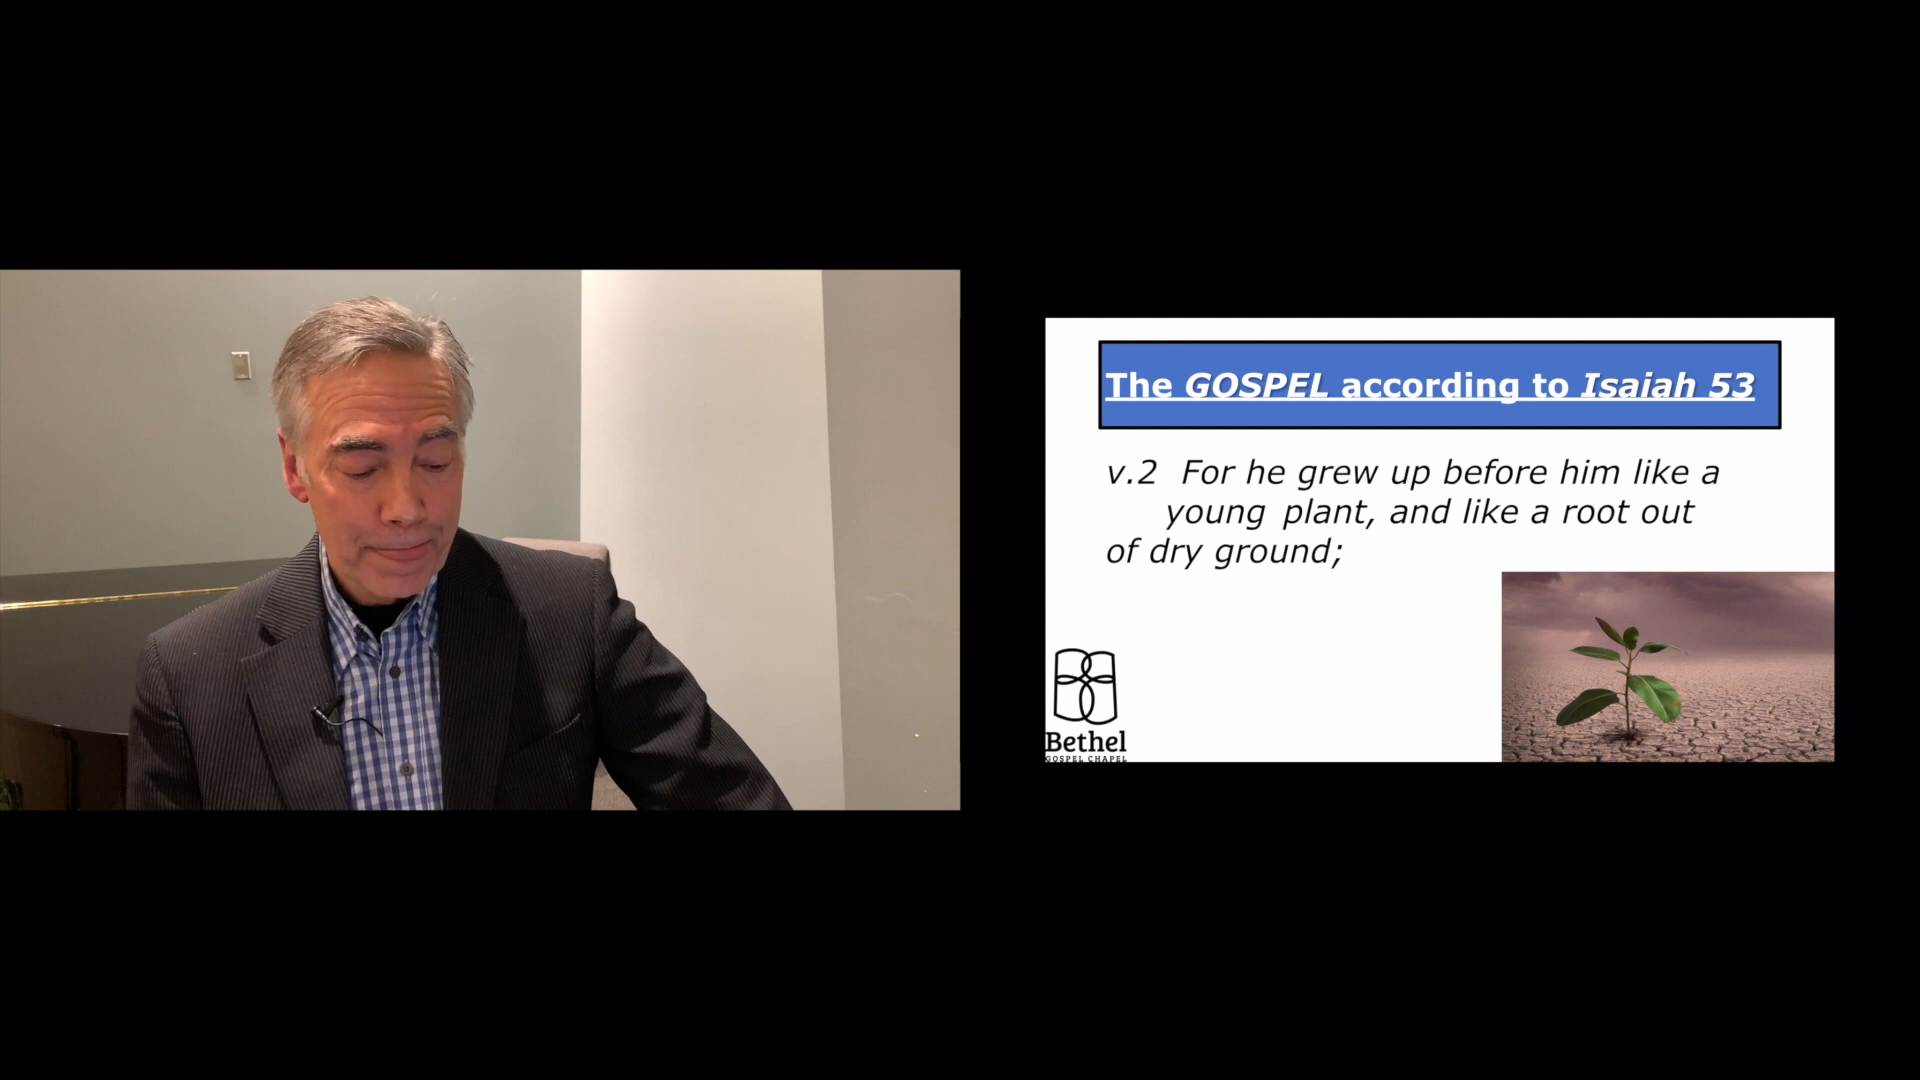 The GOSPEL according to Isaiah 53
v.2 For he grew up before him like a
young plant, and like a root out
of dry ground;
Bethel
GOSPEL CHAPEL